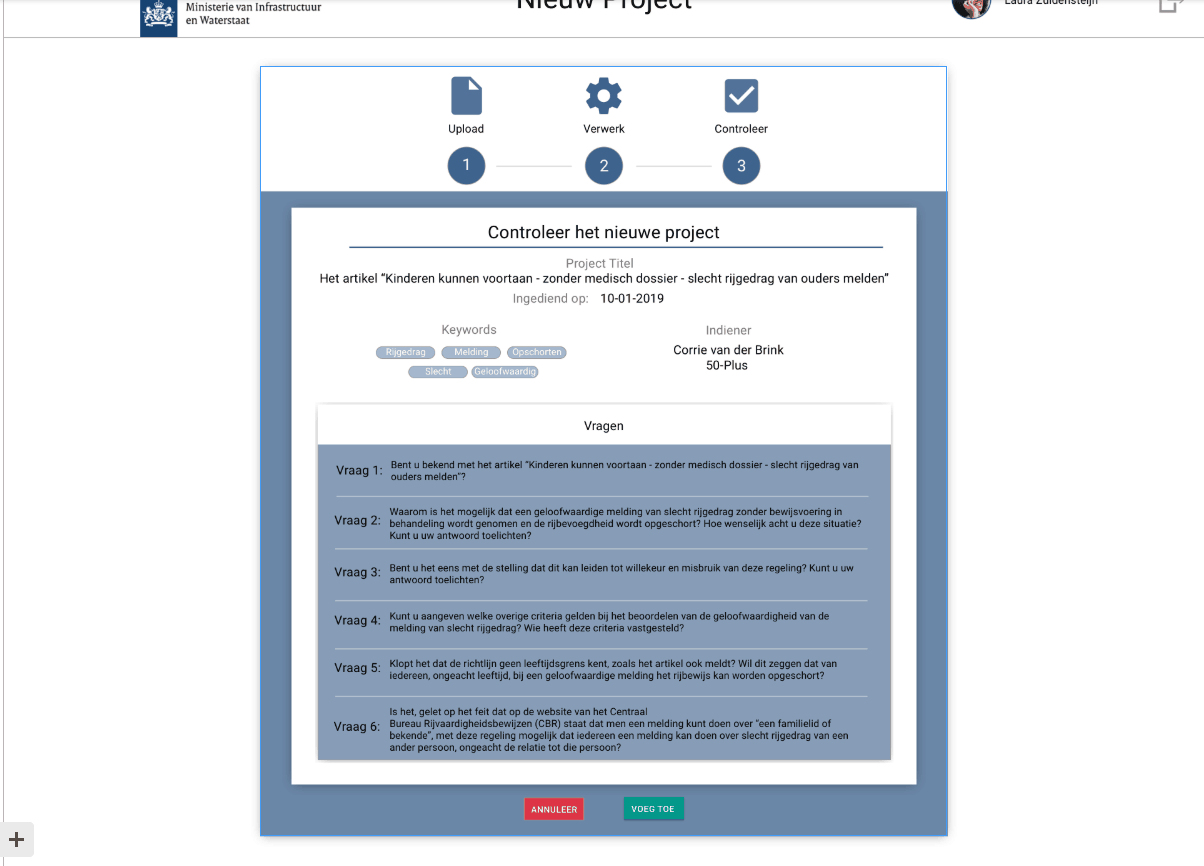 Ministerie van Infrastructuur
en Waterstaat
Nieuw Project
Laura Zuidensteijn
Upload
Verwerk
Controleer
1
2
3
Controleer het nieuwe project
Project Titel
Het artikel “Kinderen kunnen voortaan - zonder medisch dossier - slecht rijgedrag van ouders melden”
Ingediend op: 10-01-2019
Keywords
Rijgedrag Melding Opschorten
Slecht Geloofwaardig
Indiener
Corrie van der Brink
50-Plus
Vragen
Vraag 1: Bent u bekend met het artikel “Kinderen kunnen voortaan - zonder medisch dossier - slecht rijgedrag van
ouders melden”?
Vraag 2: Waarom is het mogelijk dat een geloofwaardige melding van slecht rijgedrag zonder bewijsvoering in
behandeling wordt genomen en de rijbevoegdheid wordt opgeschort? Hoe wenselijk acht u deze situatie?
Kunt u uw antwoord toelichten?
Vraag 3: Bent u het eens met de stelling dat dit kan leiden tot willekeur en misbruik van deze regeling? Kunt u uw
antwoord toelichten?
Vraag 4: Kunt u aangeven welke overige criteria gelden bij het beoordelen van de geloofwaardigheid van de
melding van slecht rijgedrag? Wie heeft deze criteria vastgesteld?
Vraag 5: Klopt het dat de richtlijn geen leeftijdsgrens kent, zoals het artikel ook meldt? Wil dit zeggen dat van
iedereen, ongeacht leeftijd, bij een geloofwaardige melding het rijbewijs kan worden opgeschort?
Vraag 6: Is het, gelet op het feit dat op de website van het Centraal
Bureau Rijvaardigheidsbewijzen (CBR) staat dat men een melding kunt doen over “een familielid of
bekende”, met deze regeling mogelijk dat iedereen een melding kan doen over slecht rijgedrag van een
ander persoon, ongeacht de relatie tot die persoon?
ANNULEER
VOEG TOE